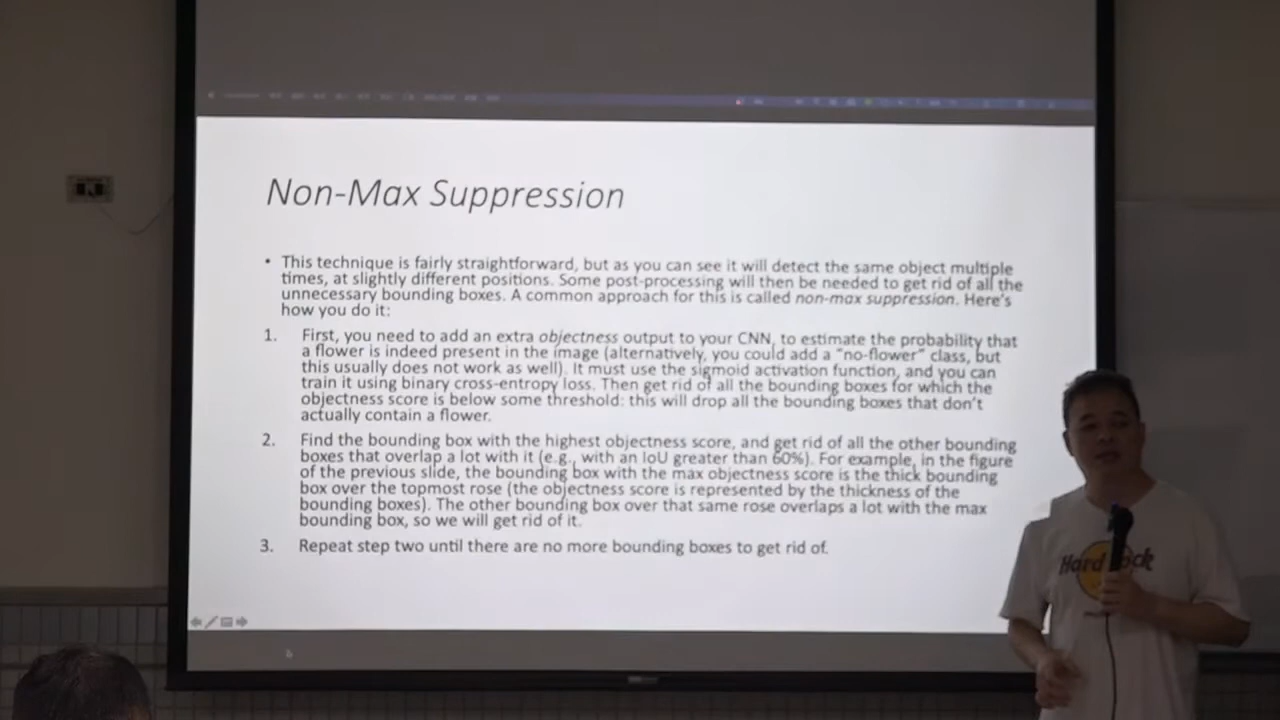 Non-Max Suppression
• This technique is fairly straightforward, but as you can see it will detect the same object multiple
times, at slightly different positions. Some post-processing will then be needed to get rid of all the
unnecessary bounding boxes. A common approach for this is called non-max suppression. Here's
how you do it:
1. First, you need to add an extra objectness output to your CNN, to estimate the probability that
a flower is indeed present in the image (alternatively, you could add a "no-flower" class, but
this usually does not work as well). It must use the sigmoid activation function, and you can
train it using binary cross-entropy loss. Then get rid of all the bounding boxes for which the
objectness score is below some threshold: this will drop all the bounding boxes that don't
actually contain a flower.
2. Find the bounding box with the highest objectness score, and get rid of all the other bounding
boxes that overlap a lot with it (e.g., with an IoU greater than 60%). For example, in the figure
of the previous slide, the bounding box with the max objectness score is the thick bounding
box over the topmost rose (the objectness score is represented by the thickness of the
bounding boxes). The other bounding box over that same rose overlaps a lot with the max
bounding box, so we will get rid of it.
3. Repeat step two until there are no more bounding boxes to get rid of.
Hard Rock